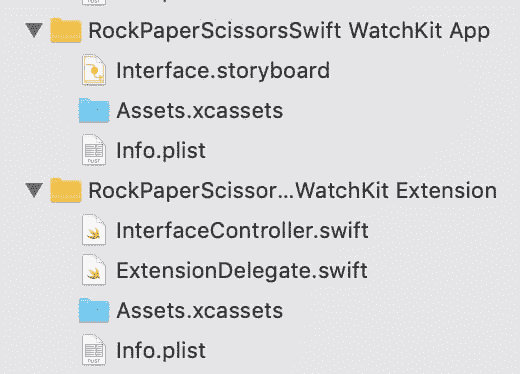 RockPaperScissorsSwift WatchKit App
Interface.storyboard
Assets.xcassets
Info.plist
RockPaperScissor...WatchKit Extension
InterfaceController.swift
ExtensionDelegate.swift
Assets.xcassets
Info.plist